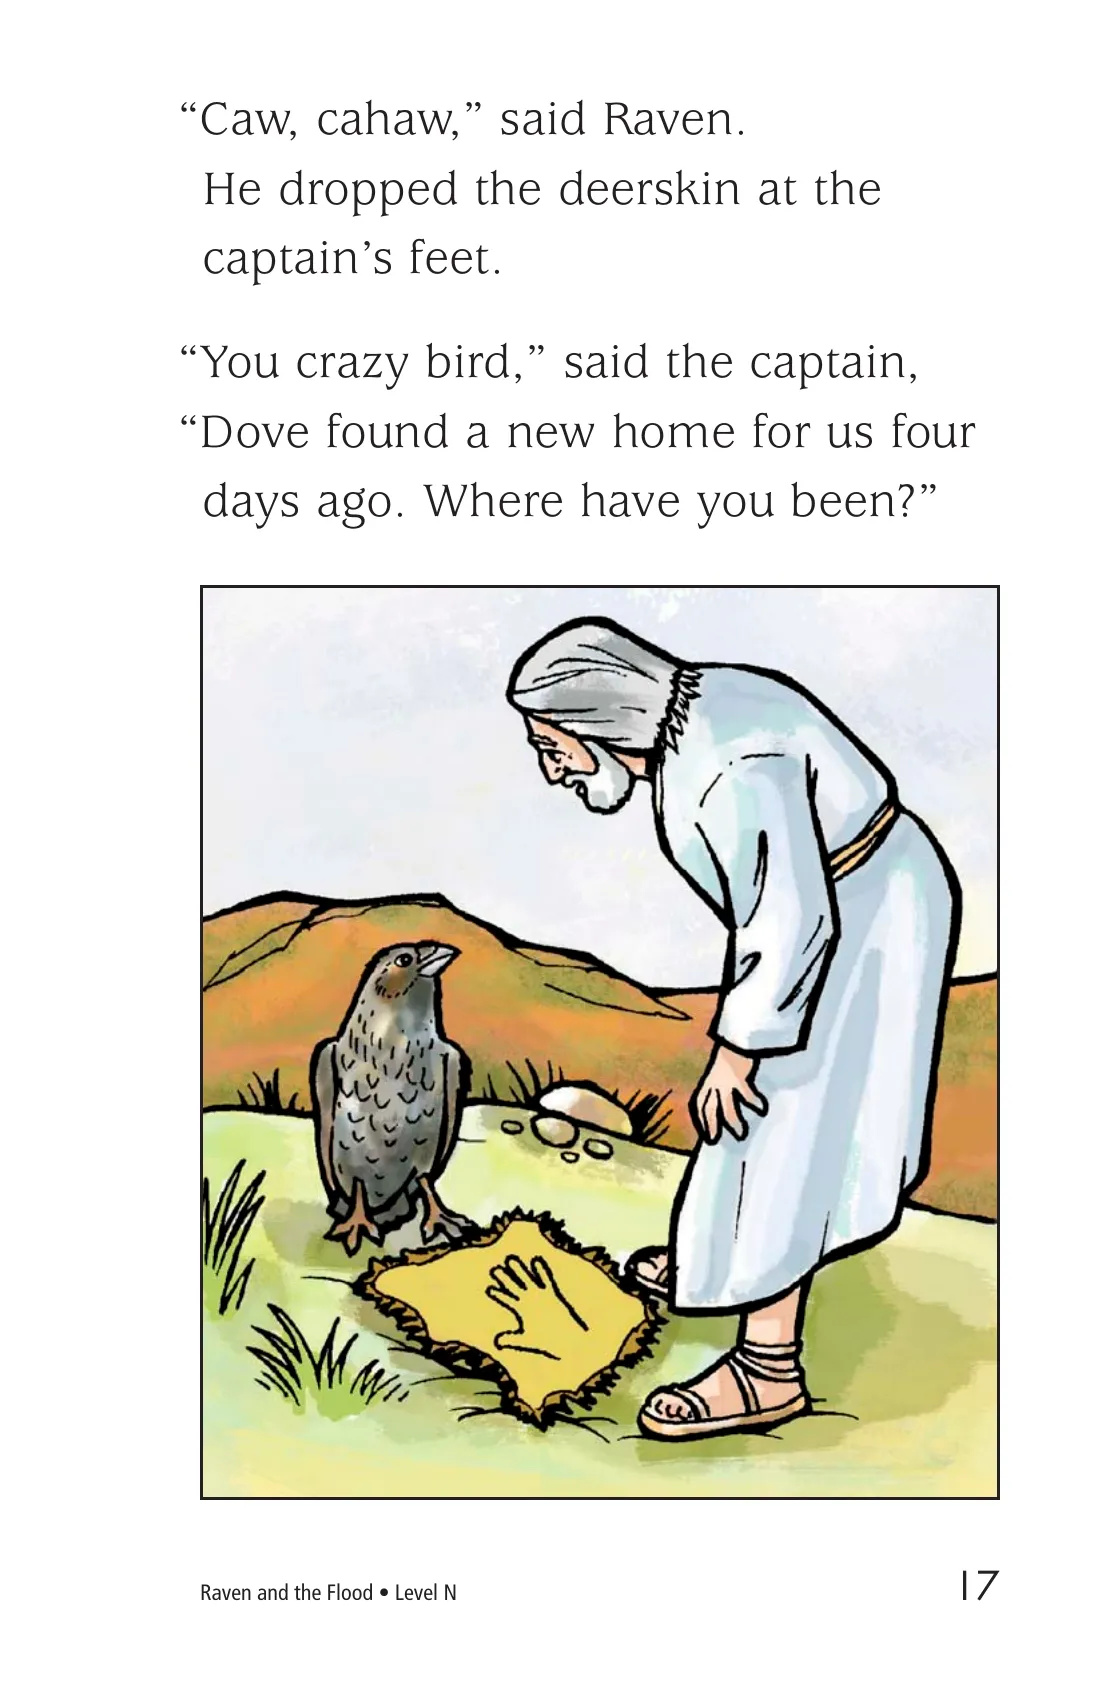 “Caw, cahaw,” said Raven.
He dropped the deerskin at the
captain’s feet.
“You crazy bird,” said the captain,
“Dove found a new home for us four
days ago. Where have you been?”
Raven and the Flood • Level N
17